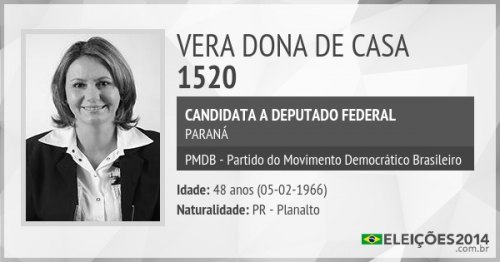 VERA DONA DE CASA
1520
CANDIDATA A DEPUTADO FEDERAL
PARANÁ
PMDB - Partido do Movimento Democrático Brasileiro
Idade: 48 anos (05-02-1966)
Naturalidade: PR - Planalto
ELEIÇÕES2014
.com.br